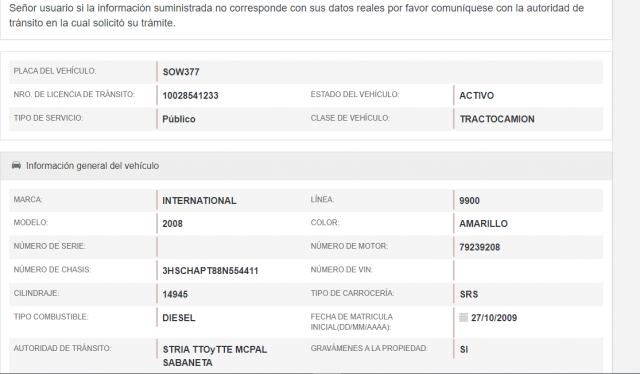 Señor usuario si la información suministrada no corresponde con sus datos reales por favor comuníquese con la autoridad de
tránsito en la cual solicitó su trámite.
PLACA DEL VEHÍCULO: SOW377
NRO. DE LICENCIA DE TRÁNSITO: 10028541233 ESTADO DEL VEHÍCULO: ACTIVO
TIPO DE SERVICIO: Público CLASE DE VEHÍCULO: TRACTOCAMION
Información general del vehículo
MARCA: INTERNATIONAL LÍNEA: 9900
MODELO: 2008 COLOR: AMARILLO
NÚMERO DE SERIE: NÚMERO DE MOTOR: 79239208
NÚMERO DE CHASIS: 3HSCHAPT88N554411 NÚMERO DE VIN:
CILINDRAJE: 14945 TIPO DE CARROCERÍA: SRS
TIPO COMBUSTIBLE: DIESEL FECHA DE MATRICULA
INICIAL(DD/MM/AAAA): 27/10/2009
AUTORIDAD DE TRÁNSITO: STRIA TTOyTTE MCPAL GRAVÁMENES A LA PROPIEDAD: SI
SABANETA